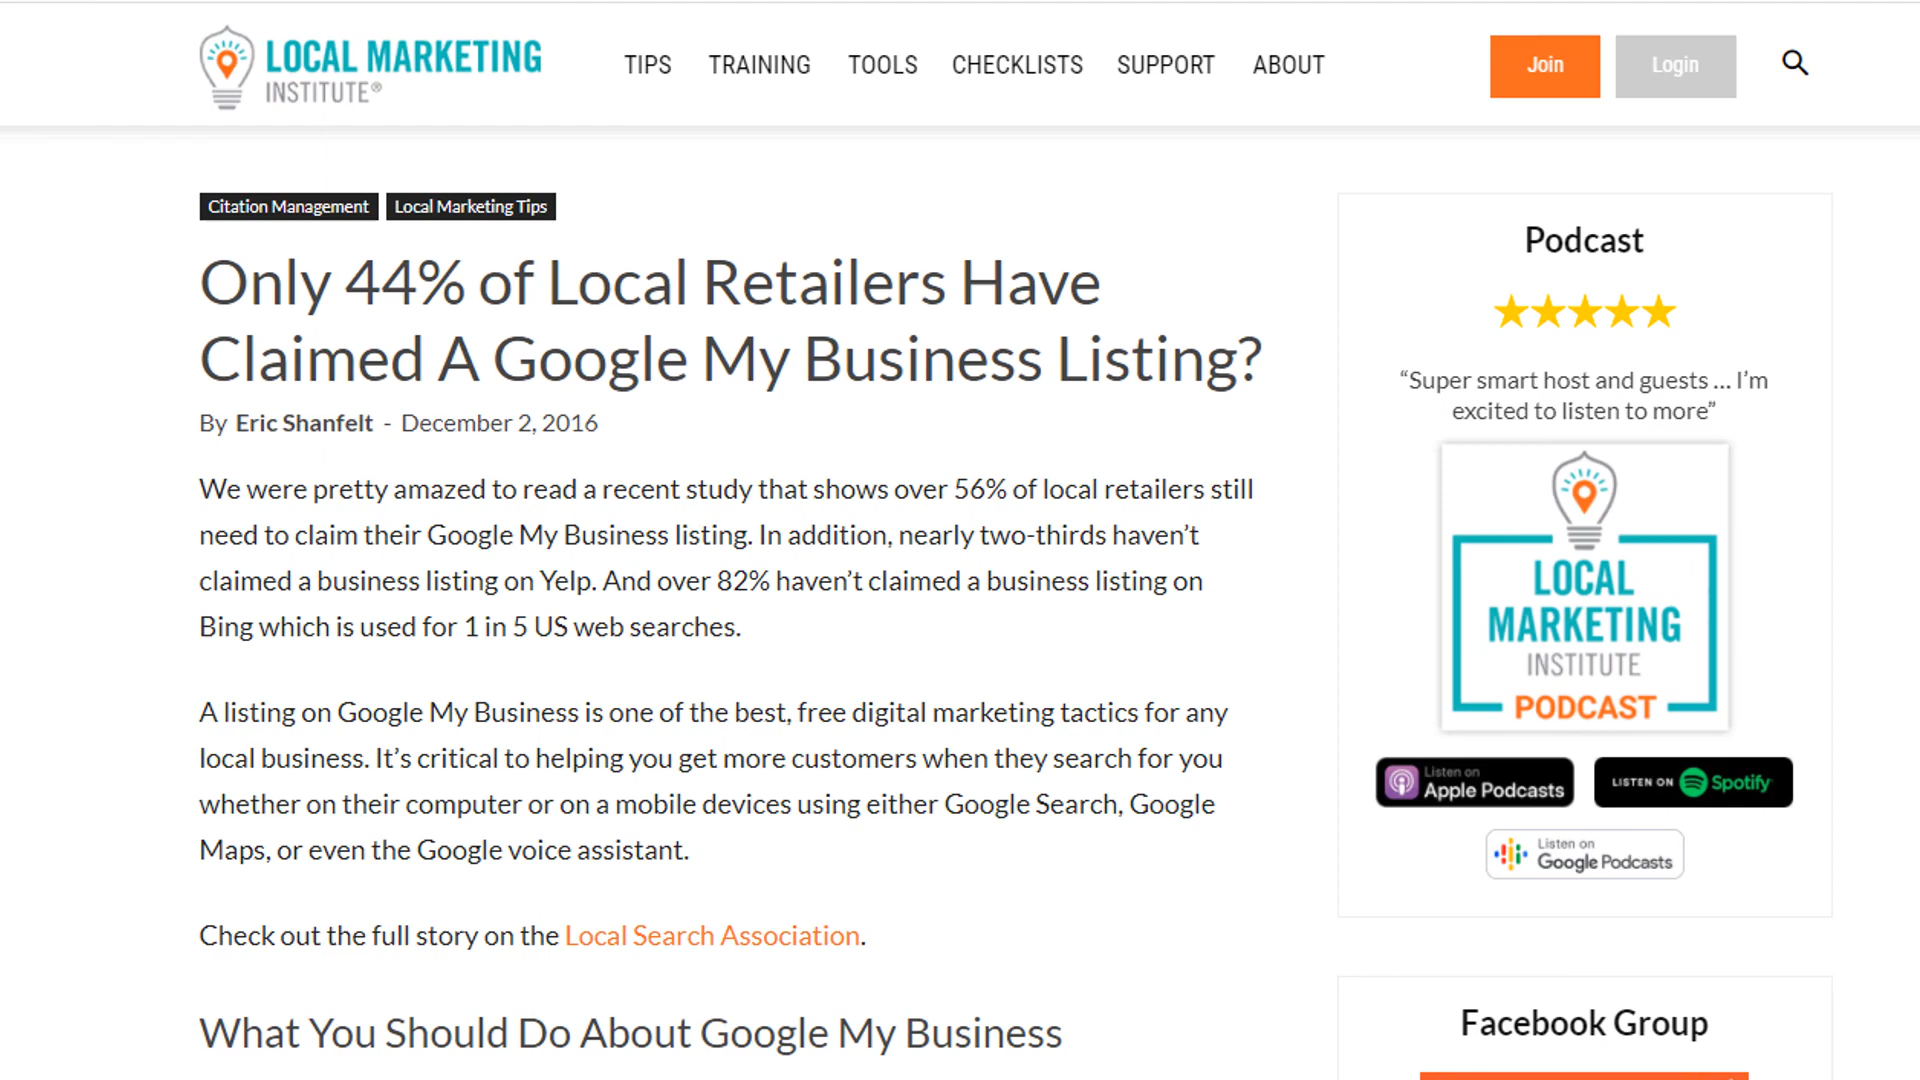 LOCAL MARKETING
INSTITUTE®
TIPS TRAINING TOOLS CHECKLISTS SUPPORT ABOUT
Join
Login
Citation Management
Local Marketing Tips
Only 44% of Local Retailers Have
Claimed A Google My Business Listing?
By Eric Shanfelt - December 2, 2016
We were pretty amazed to read a recent study that shows over 56% of local retailers still
need to claim their Google My Business listing. In addition, nearly two-thirds haven’t
claimed a business listing on Yelp. And over 82% haven’t claimed a business listing on
Bing which is used for 1 in 5 US web searches.
A listing on Google My Business is one of the best, free digital marketing tactics for any
local business. It’s critical to helping you get more customers when they search for you
whether on their computer or on a mobile devices using either Google Search, Google
Maps, or even the Google voice assistant.
Check out the full story on the Local Search Association.
What You Should Do About Google My Business
Podcast
“Super smart host and guests ... I’m
excited to listen to more”
LOCAL
MARKETING
INSTITUTE
PODCAST
Listen on
Apple Podcasts
LISTEN ON Spotify
Listen on
Google Podcasts
Facebook Group